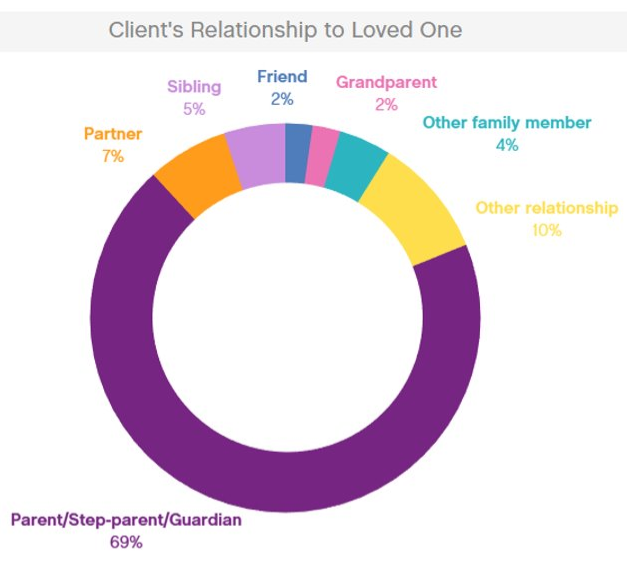 Client's Relationship to Loved One
Friend
2%
Grandparent
2%
Sibling
5%
Other family member
4%
Partner
7%
Other relationship
10%
Parent/Step-parent/Guardian
69%